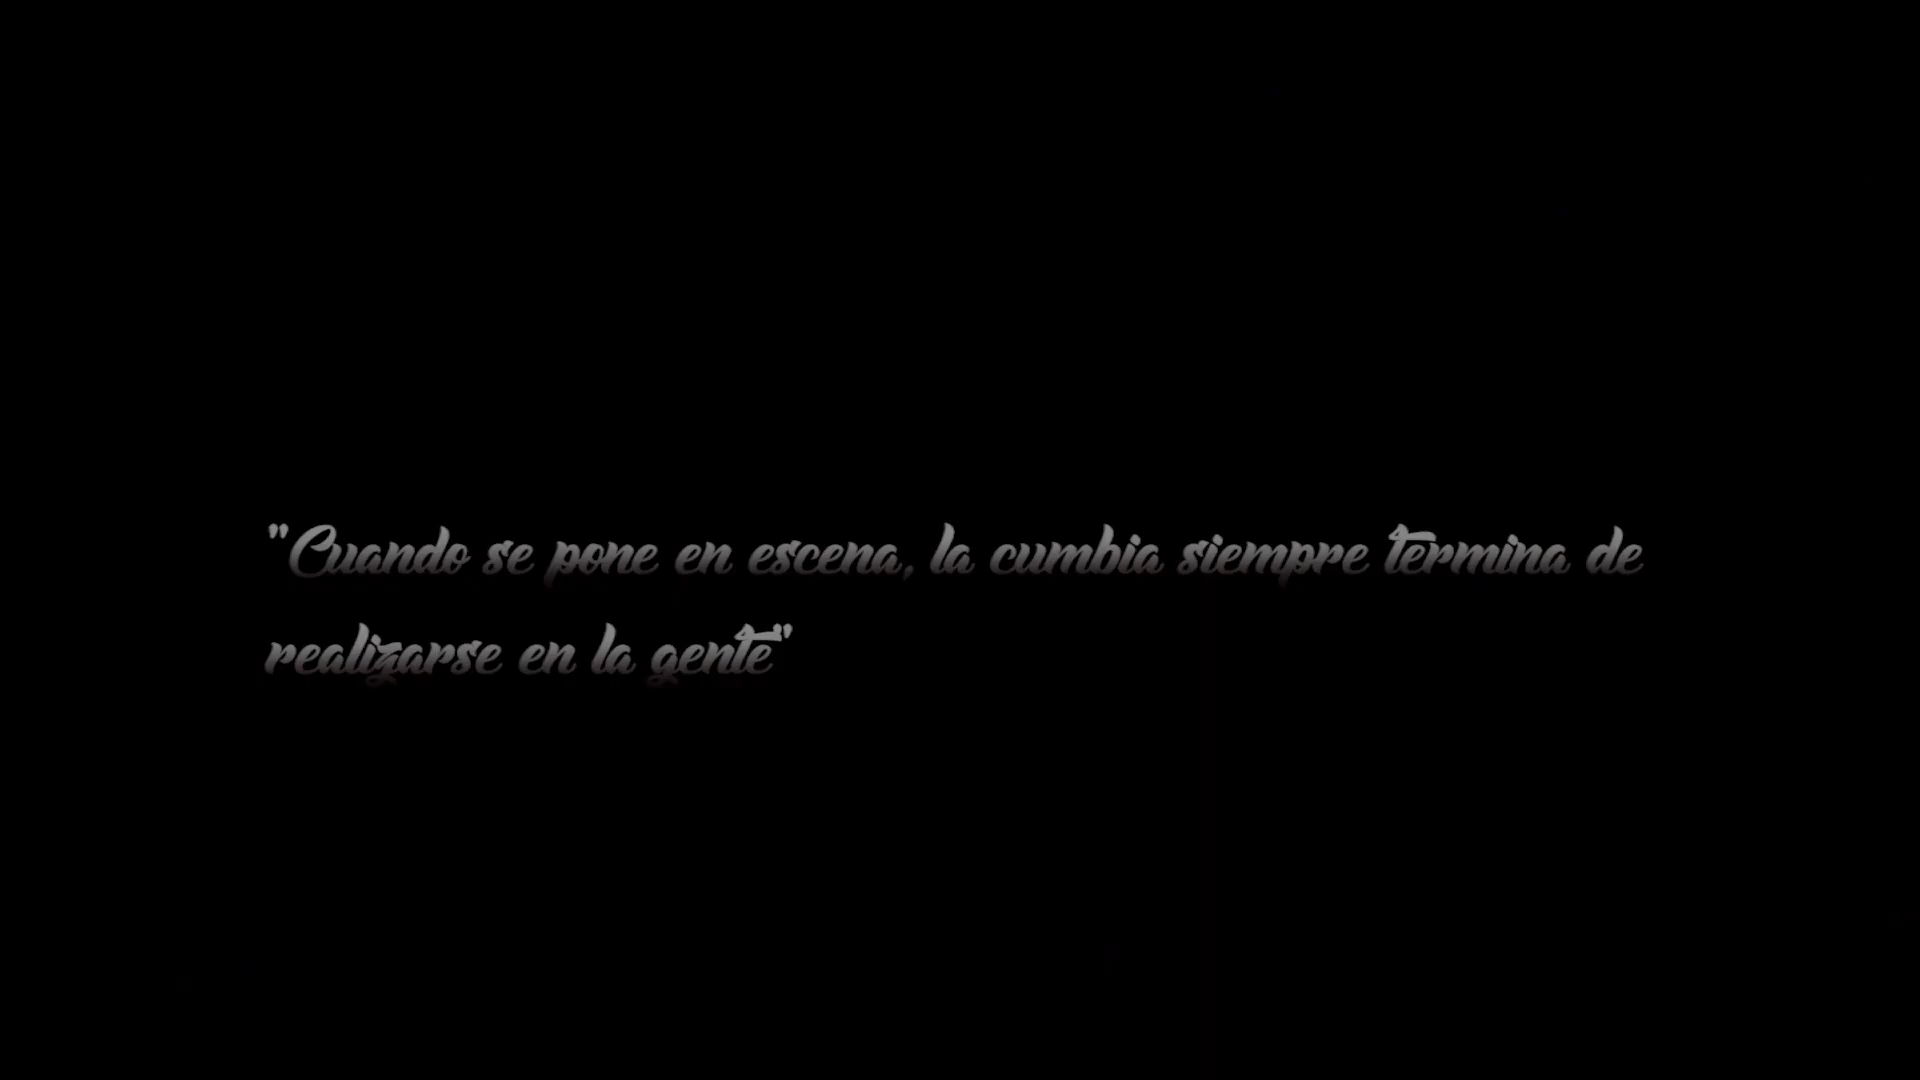 "Cuando se pone en escena, la cumbia siempre termina de
realizarse en la gente"